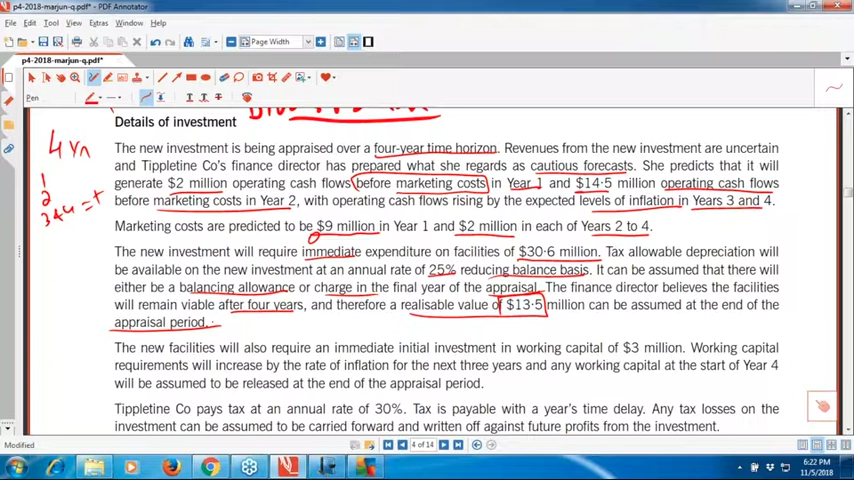 p4-2018-marjun-q.pdf* - PDF Annotator
File Edit Tool View Extras Window Help
Page Width
p4-2018-marjun-q.pdf*
Pen
Details of investment
The new investment is being appraised over a four-year time horizon. Revenues from the new investment are uncertain
and Tippletine Co's finance director has prepared what she regards as cautious forecasts. She predicts that it will
generate $2 million operating cash flows before marketing costs in Year 1 and $14·5 million operating cash flows
before marketing costs in Year 2, with operating cash flows rising by the expected levels of inflation in Years 3 and 4.
Marketing costs are predicted to be $9 million in Year 1 and $2 million in each of Years 2 to 4.
The new investment will require immediate expenditure on facilities of $30·6 million. Tax allowable depreciation will
be available on the new investment at an annual rate of 25% reducing balance basis. It can be assumed that there will
either be a balancing allowance or charge in the final year of the appraisal. The finance director believes the facilities
will remain viable after four years, and therefore a realisable value of $13·5 million can be assumed at the end of the
appraisal period.
The new facilities will also require an immediate initial investment in working capital of $3 million. Working capital
requirements will increase by the rate of inflation for the next three years and any working capital at the start of Year 4
will be assumed to be released at the end of the appraisal period.
Tippletine Co pays tax at an annual rate of 30%. Tax is payable with a year's time delay. Any tax losses on the
investment can be assumed to be carried forward and written off against future profits from the investment.
4 Yr
1
2
3+4
0
Modified
4 of 14
6:22 PM
11/5/2018